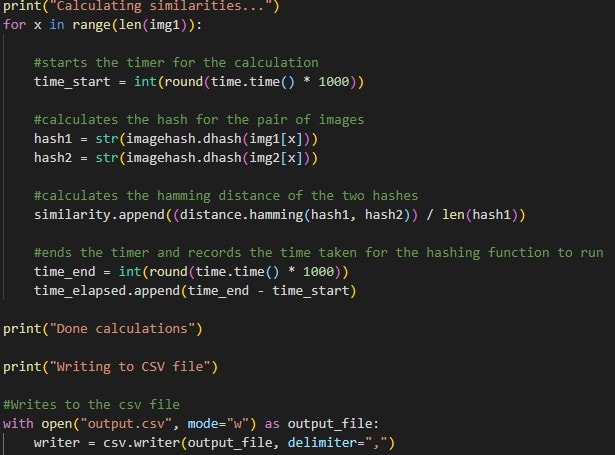 print("Calculating similarities...")
for x in range(len(img1)):
#starts the timer for the calculation
time_start = int(round(time.time() * 1000))
#calculates the hash for the pair of images
hash1 = str(imagehash.dhash(img1[x]))
hash2 = str(imagehash.dhash(img2[x]))
#calculates the hamming distance of the two hashes
similarity.append((distance.hamming(hash1, hash2)) / len(hash1))
#ends the timer and records the time taken for the hashing function to run
time_end = int(round(time.time() * 1000))
time_elapsed.append(time_end - time_start)
print("Done calculations")
print("Writing to CSV file")
#Writes to the csv file
with open("output.csv", mode="w") as output_file:
writer = csv.writer(output_file, delimiter=",")